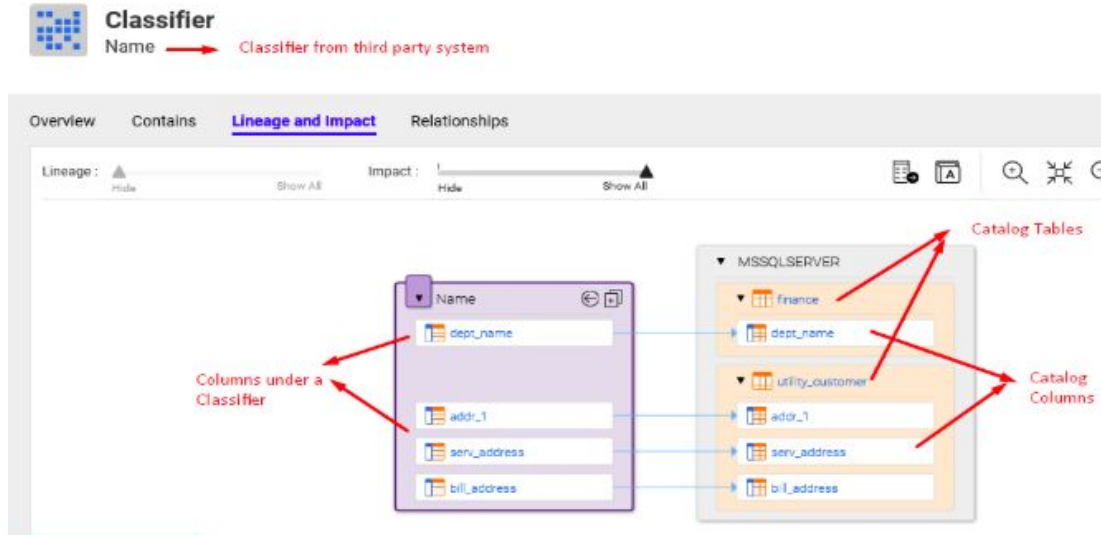 Classifier
Name
Classifier from third party system
Overview Contains Lineage and Impact Relationships
Lineage : Hide Show All Impact : Hide Show All
A
Catalog Tables
MSSQLSERVER
Name
finance
dept_name
dept_name
Columns under a
Classifier
utility_customer
Catalog
Columns
addr_1
addr_1
serv_address
serv_address
bill_address
bill_address